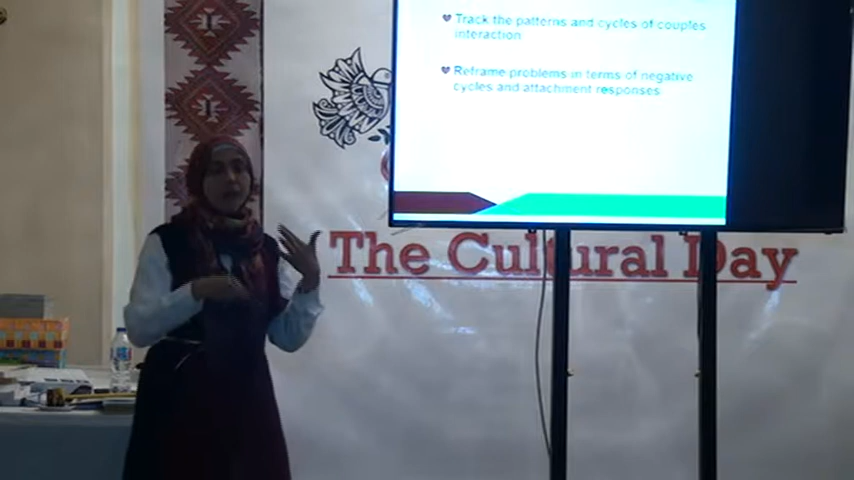 Track the patterns and cycles of couples
interaction
Reframe problems in terms of negative
cycles and attachment responses
The Cultural Day